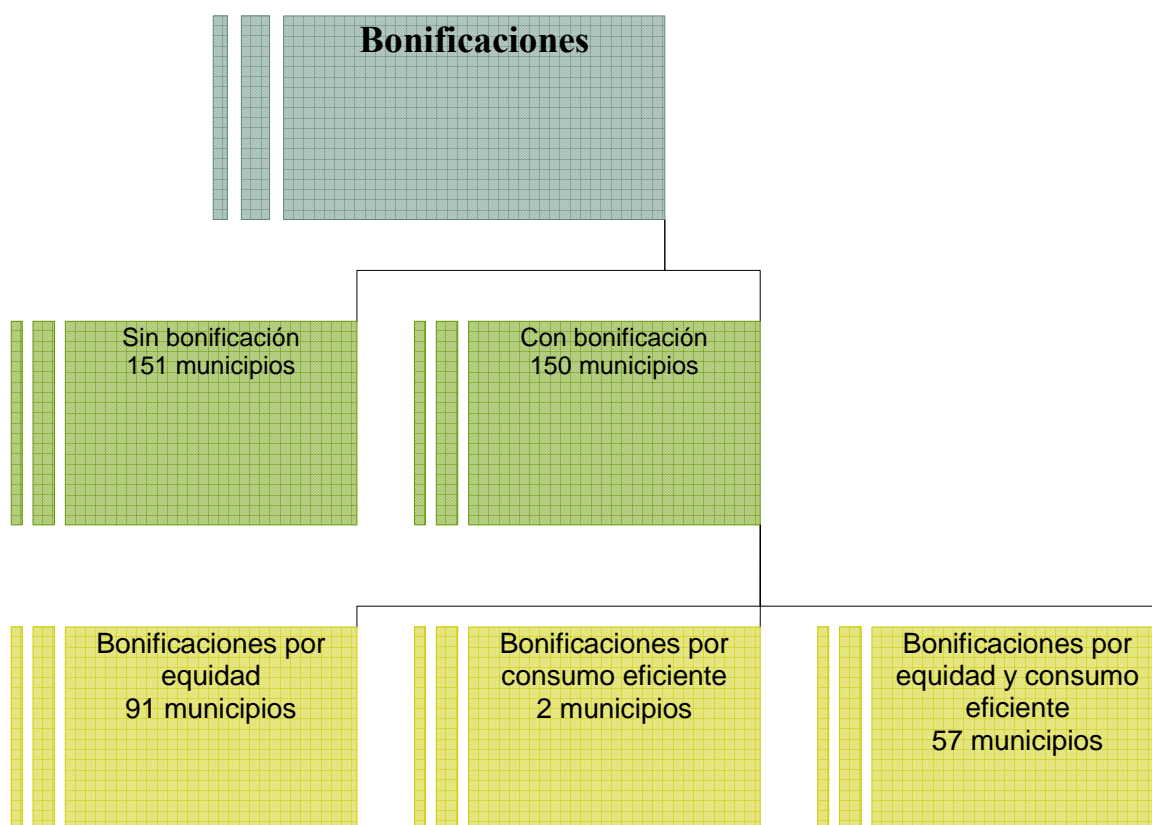 Bonificaciones
Sin bonificación
151 municipios
Con bonificación
150 municipios
Bonificaciones por
equidad
91 municipios
Bonificaciones por
consumo eficiente
2 municipios
Bonificaciones por
equidad y consumo
eficiente
57 municipios